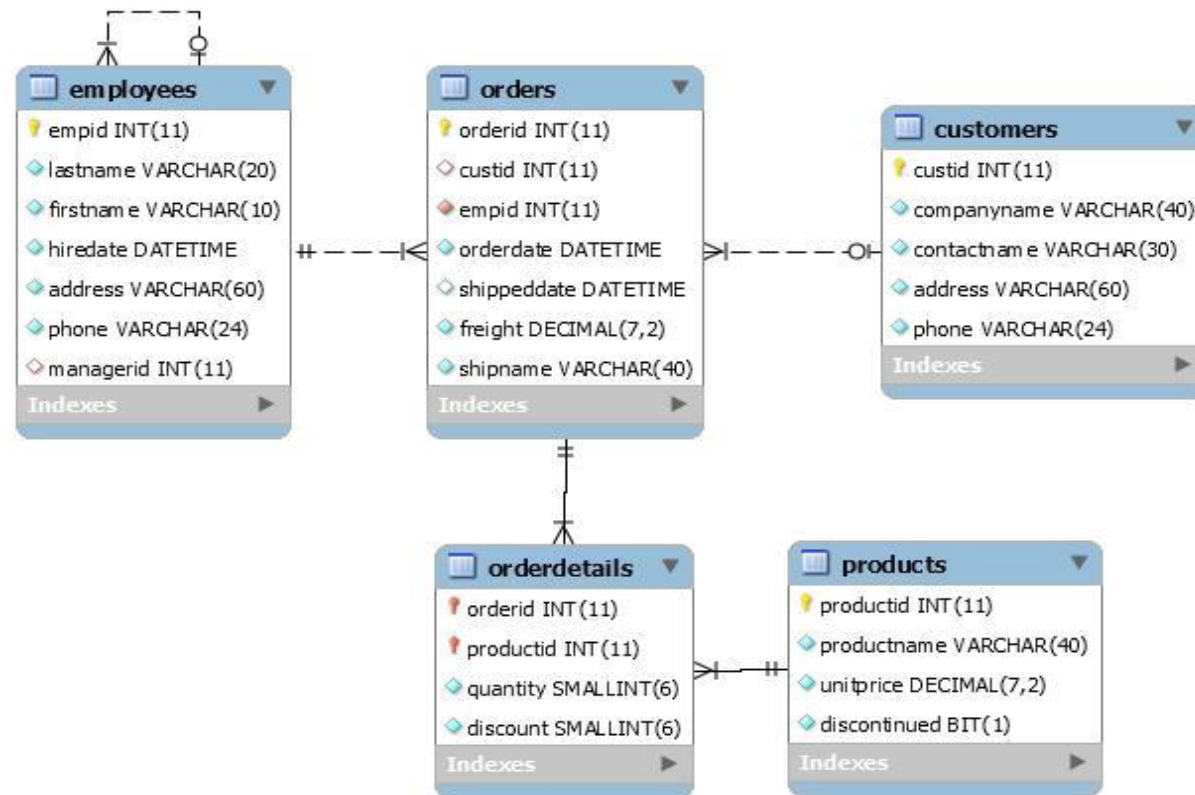 employees
empid INT(11)
lastname VARCHAR(20)
firstname VARCHAR(10)
hiredate DATETIME
address VARCHAR(60)
phone VARCHAR(24)
managerid INT(11)
Indexes
orders
orderid INT(11)
custid INT(11)
empid INT(11)
orderdate DATETIME
shippeddate DATETIME
freight DECIMAL(7,2)
shipname VARCHAR(40)
Indexes
customers
custid INT(11)
companyname VARCHAR(40)
contactname VARCHAR(30)
address VARCHAR(60)
phone VARCHAR(24)
Indexes
orderdetails
orderid INT(11)
productid INT(11)
quantity SMALLINT(6)
discount SMALLINT(6)
Indexes
products
productid INT(11)
productname VARCHAR(40)
unitprice DECIMAL(7,2)
discontinued BIT(1)
Indexes